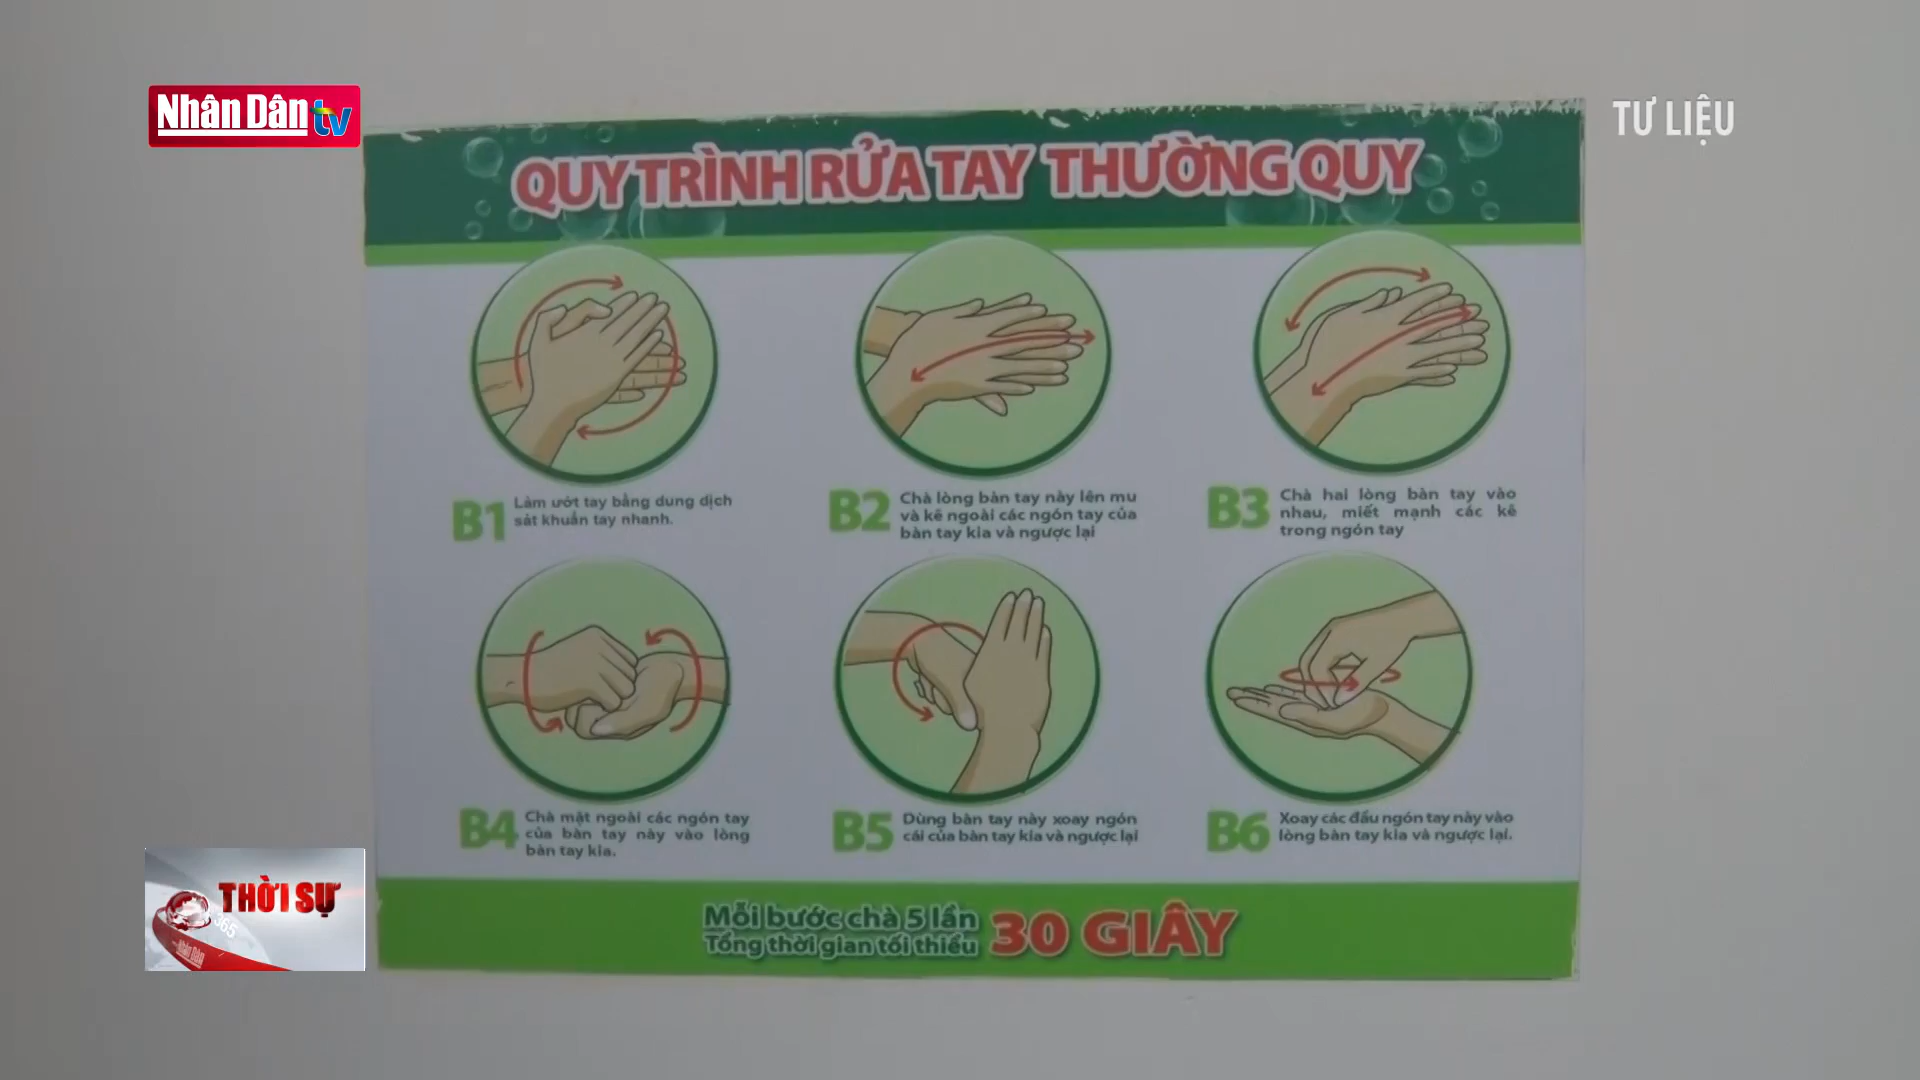 Nhân Dân tv
TƯ LIỆU
QUY TRÌNH RỬA TAY THƯỜNG QUY
B1 Làm ướt tay bằng dung dịch
sát khuẩn tay nhanh.
B2 Chà lòng bàn tay này lên mu
và kẽ ngoài các ngón tay của
bàn tay kia và ngược lại
B3 Chà hai lòng bàn tay vào
nhau, miết mạnh các kẽ
trong ngón tay
B4 Chà mặt ngoài các ngón tay
của bàn tay này vào lòng
bàn tay kia.
B5 Dùng bàn tay này xoay ngón
cái của bàn tay kia và ngược lại
B6 Xoay các đầu ngón tay này vào
lòng bàn tay kia và ngược lại.
Mỗi bước chà 5 lần
Tổng thời gian tối thiểu
30 GIÂY
THỜI SỰ
365
Nhân Dân